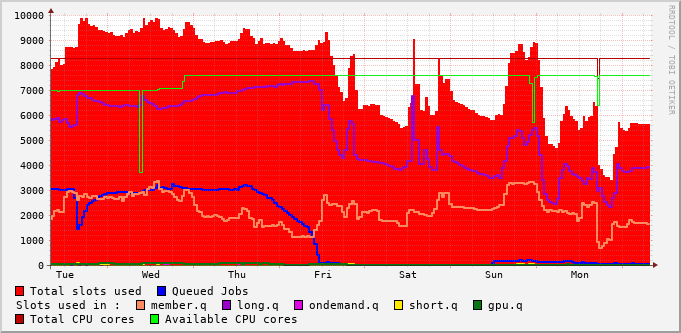 10000
9000
8000
7000
6000
5000
4000
3000
2000
1000
0
Tue Wed Thu Fri Sat Sun Mon
RRDTOOL / TOBI OETIKER
Total slots used Queued Jobs
Slots used in : member.q long.q ondemand.q short.q gpu.q
Total CPU cores Available CPU cores